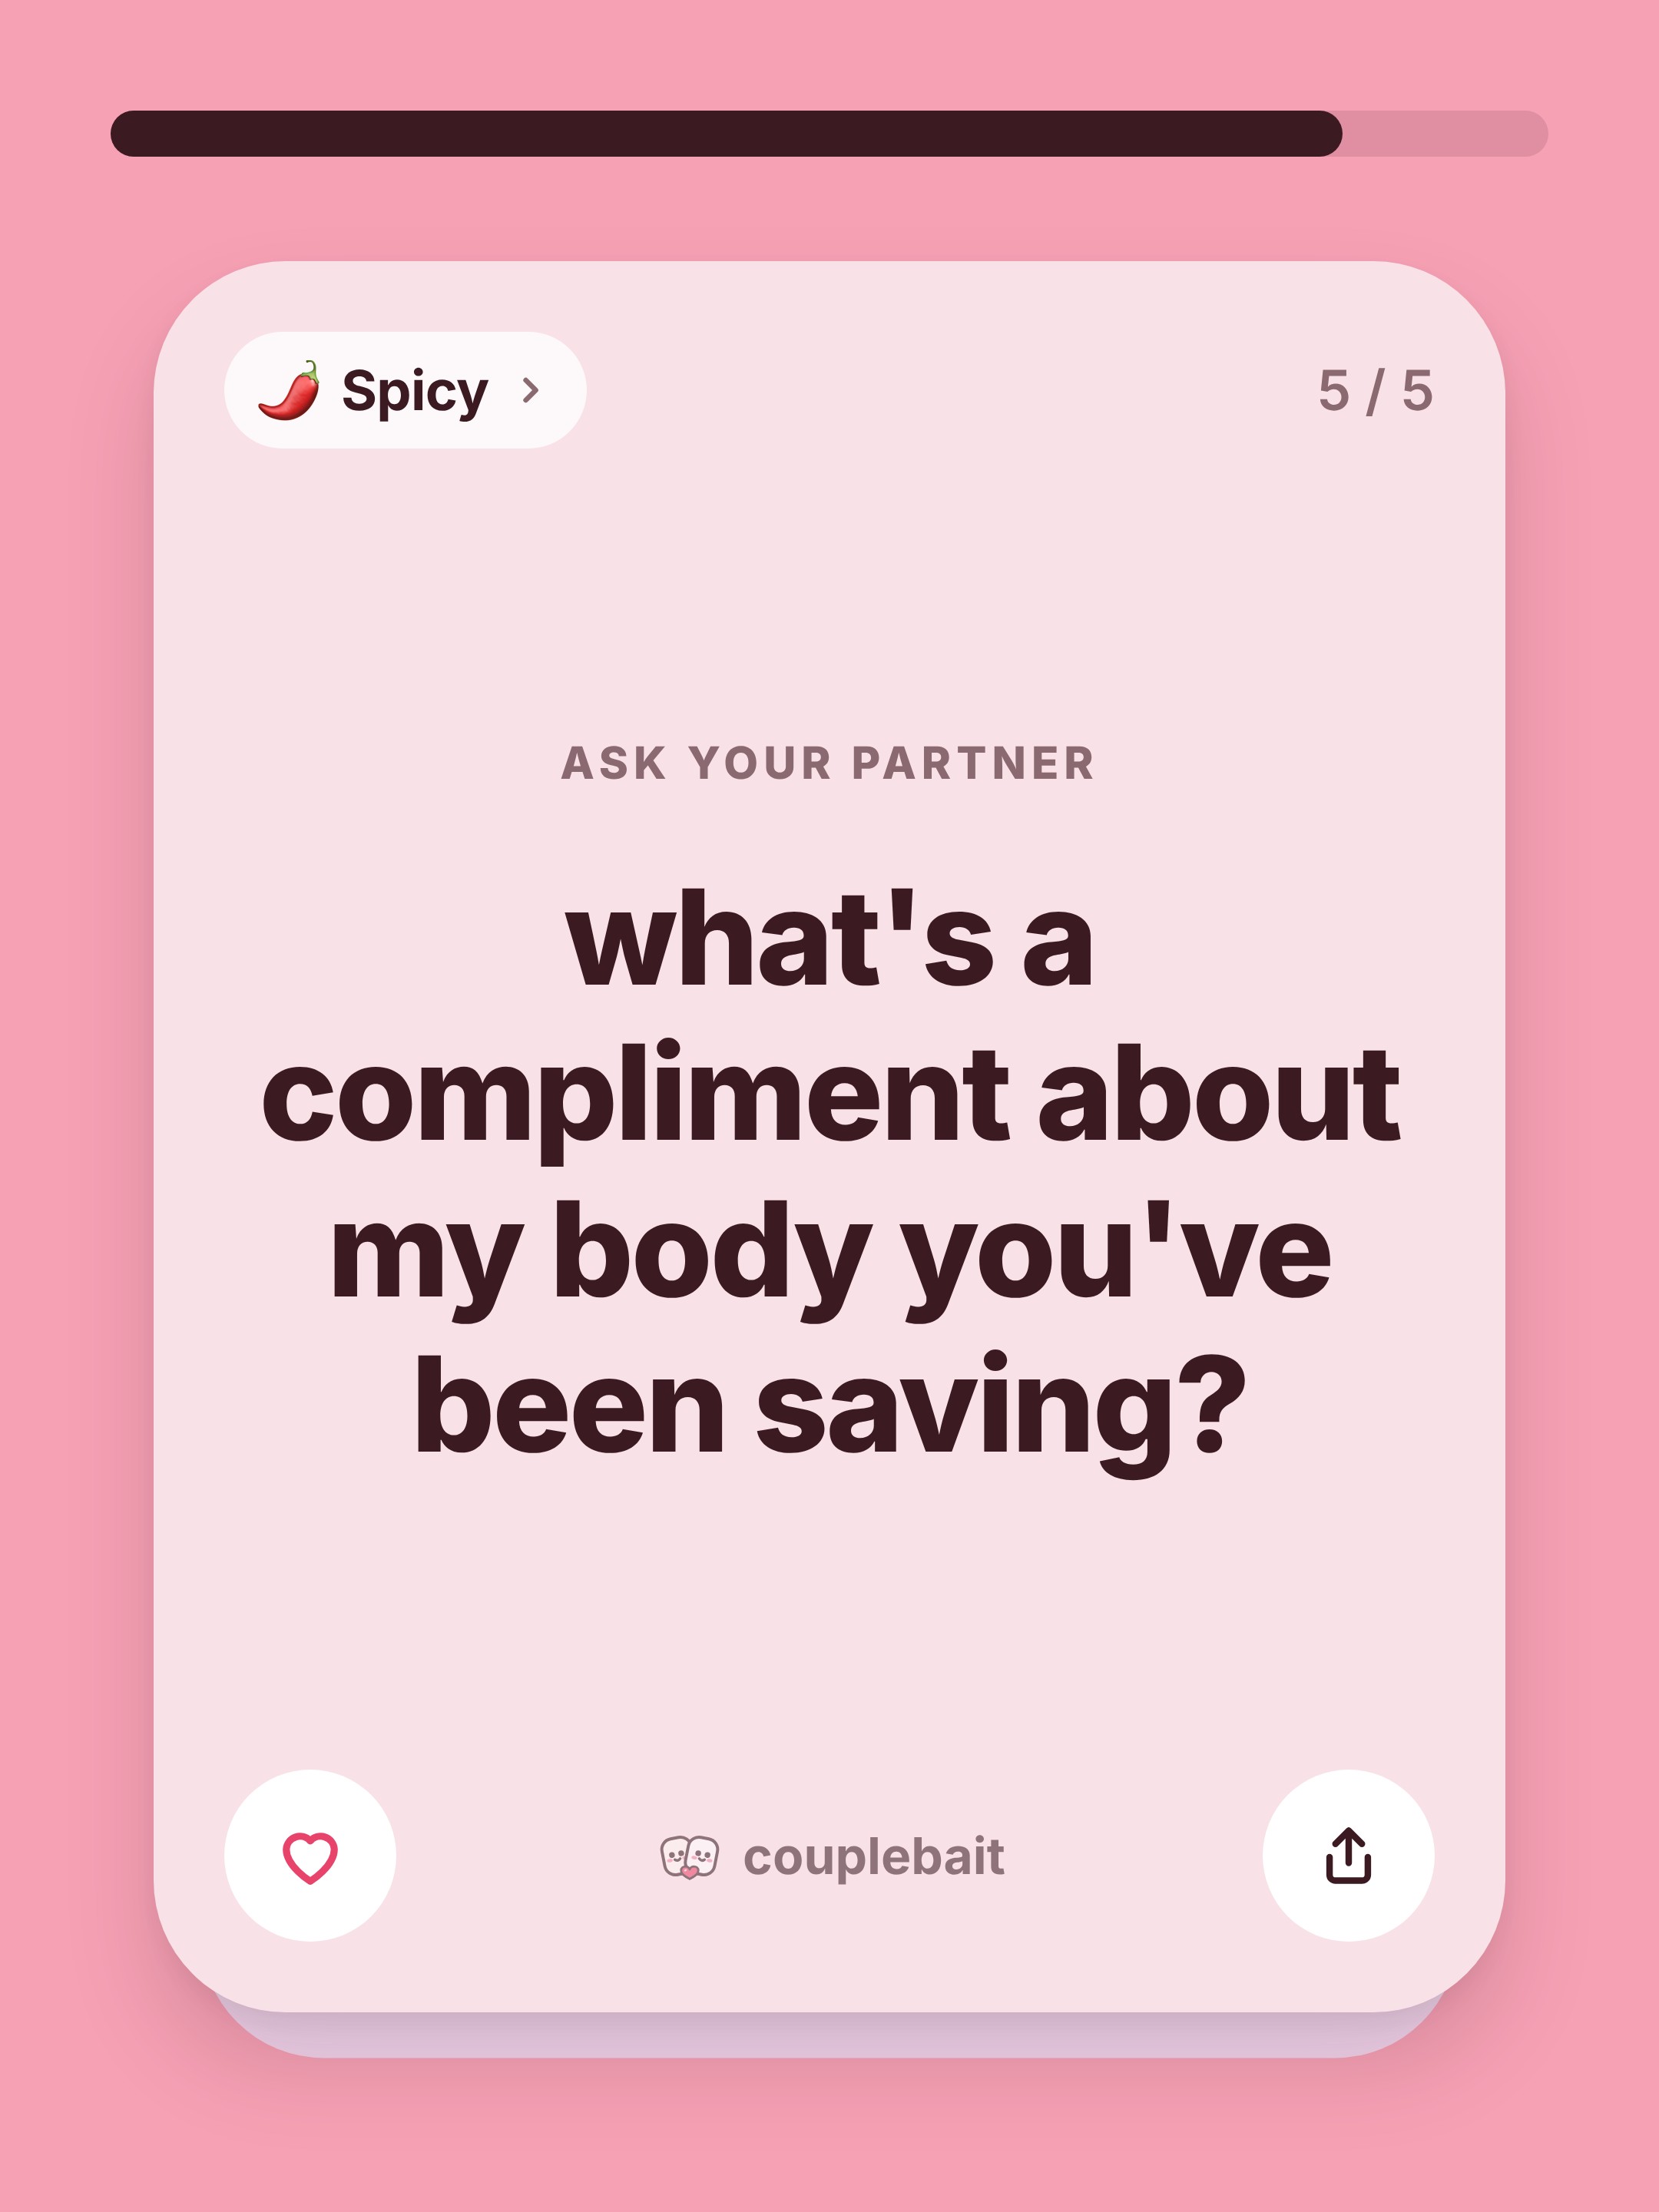 Spicy
5 / 5
ASK YOUR PARTNER
what's a
compliment about
my body you've
been saving?
couplebait